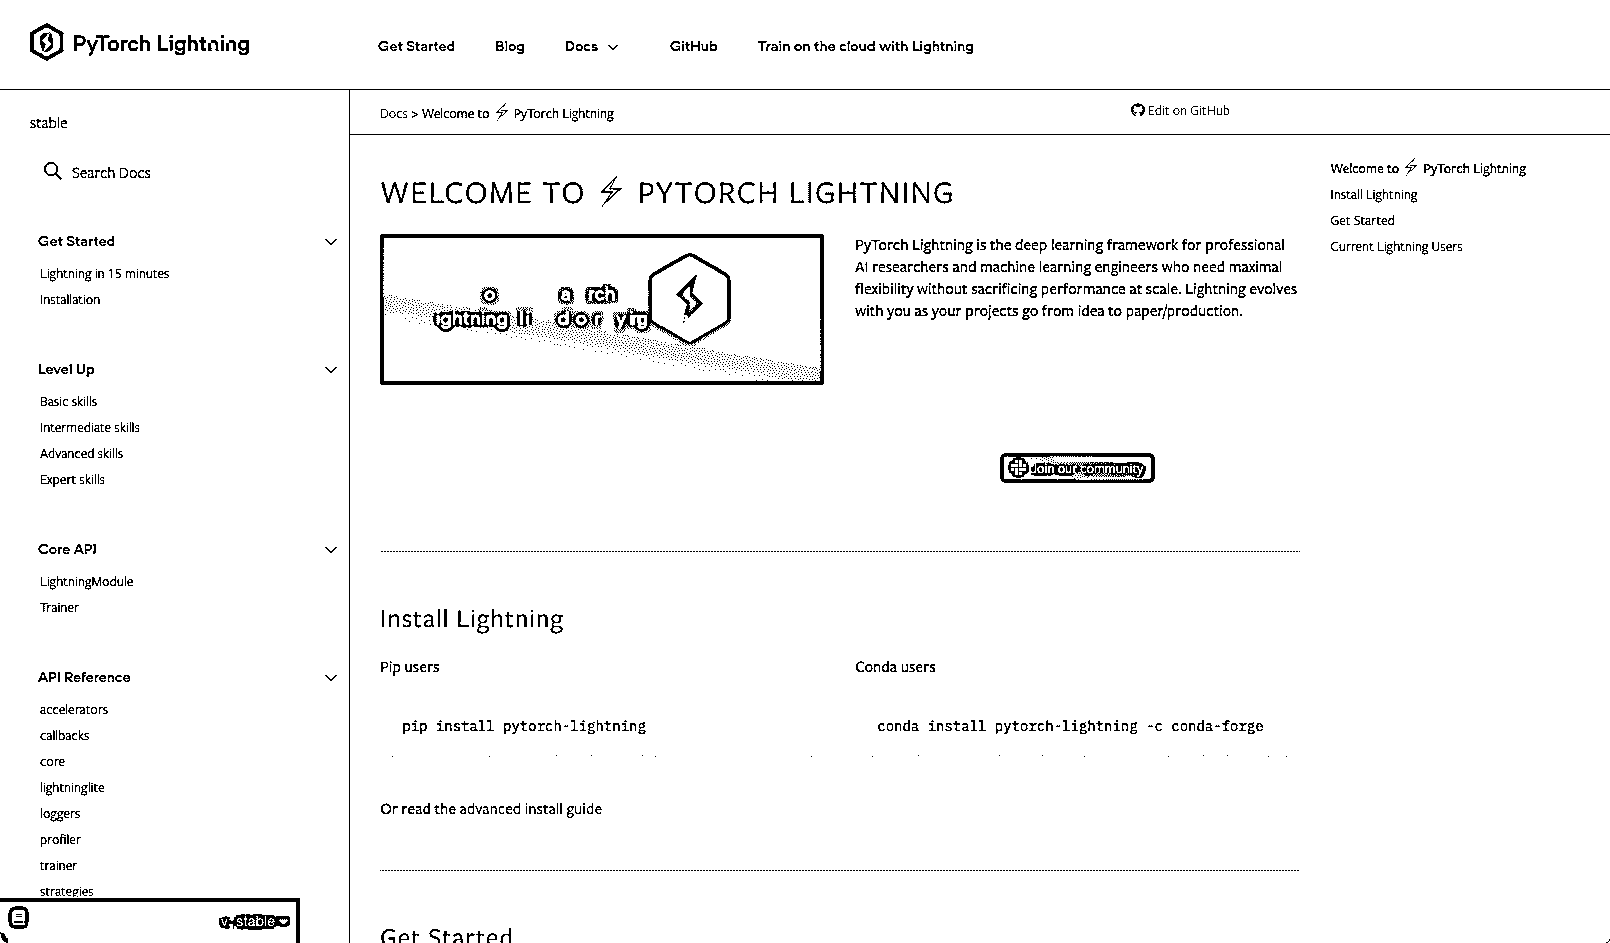 PyTorch Lightning
Get Started Blog Docs GitHub Train on the cloud with Lightning
stable
Search Docs
Get Started
Lightning in 15 minutes
Installation
Level Up
Basic skills
Intermediate skills
Advanced skills
Expert skills
Core API
LightningModule
Trainer
API Reference
accelerators
callbacks
core
lightninglite
loggers
profiler
trainer
strategies
v: stable
Docs > Welcome to ⚡ PyTorch Lightning
Edit on GitHub
WELCOME TO ⚡ PYTORCH LIGHTNING
PyTorch Lightning is the deep learning framework for professional
AI researchers and machine learning engineers who need maximal
flexibility without sacrificing performance at scale. Lightning evolves
with you as your projects go from idea to paper/production.
Join our community
Install Lightning
Pip users
pip install pytorch-lightning
Conda users
conda install pytorch-lightning -c conda-forge
Or read the advanced install guide
Get Started
Welcome to ⚡ PyTorch Lightning
Install Lightning
Get Started
Current Lightning Users